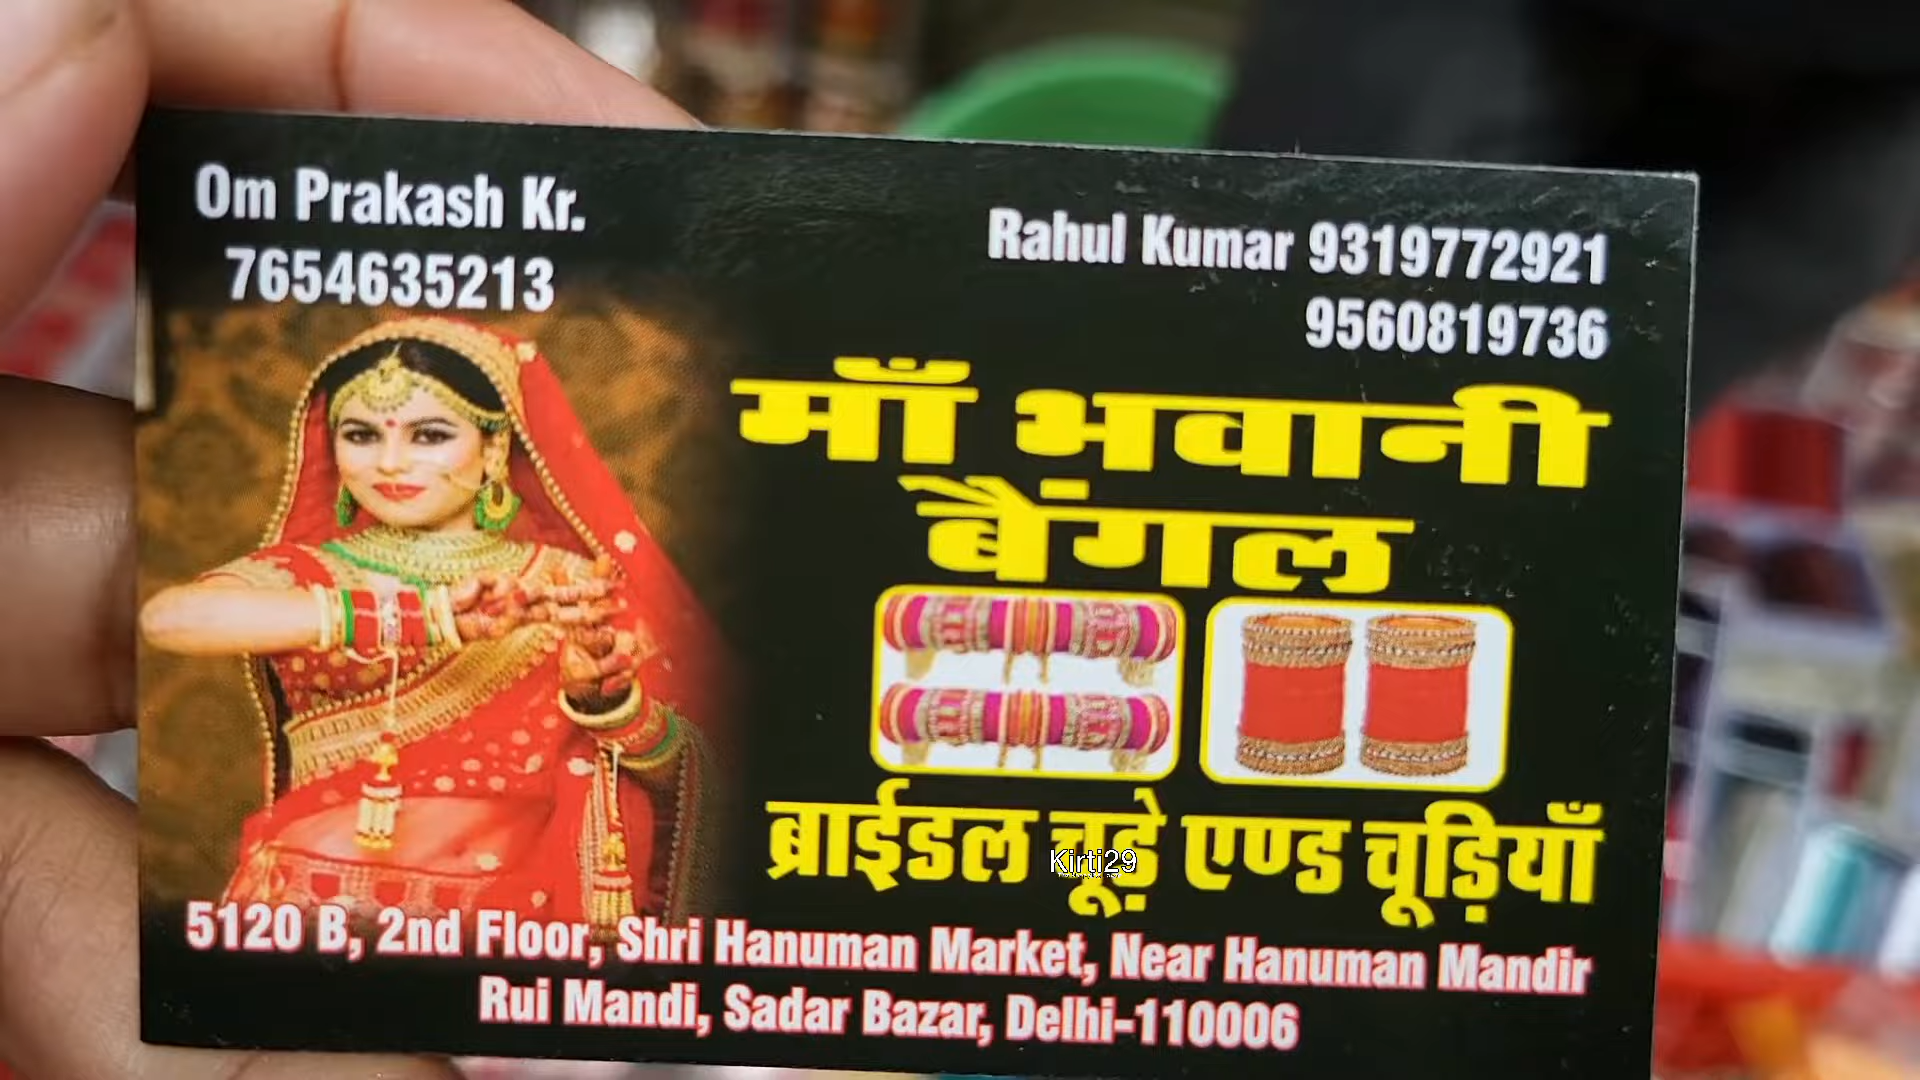 Om Prakash Kr.
7654635213
Rahul Kumar 9319772921
9560819736
माँ भवानी
बैंगल
ब्राईडल चूड़े एण्ड चूड़ियाँ
Kirti29
5120 B, 2nd Floor, Shri Hanuman Market, Near Hanuman Mandir
Rui Mandi, Sadar Bazar, Delhi-110006